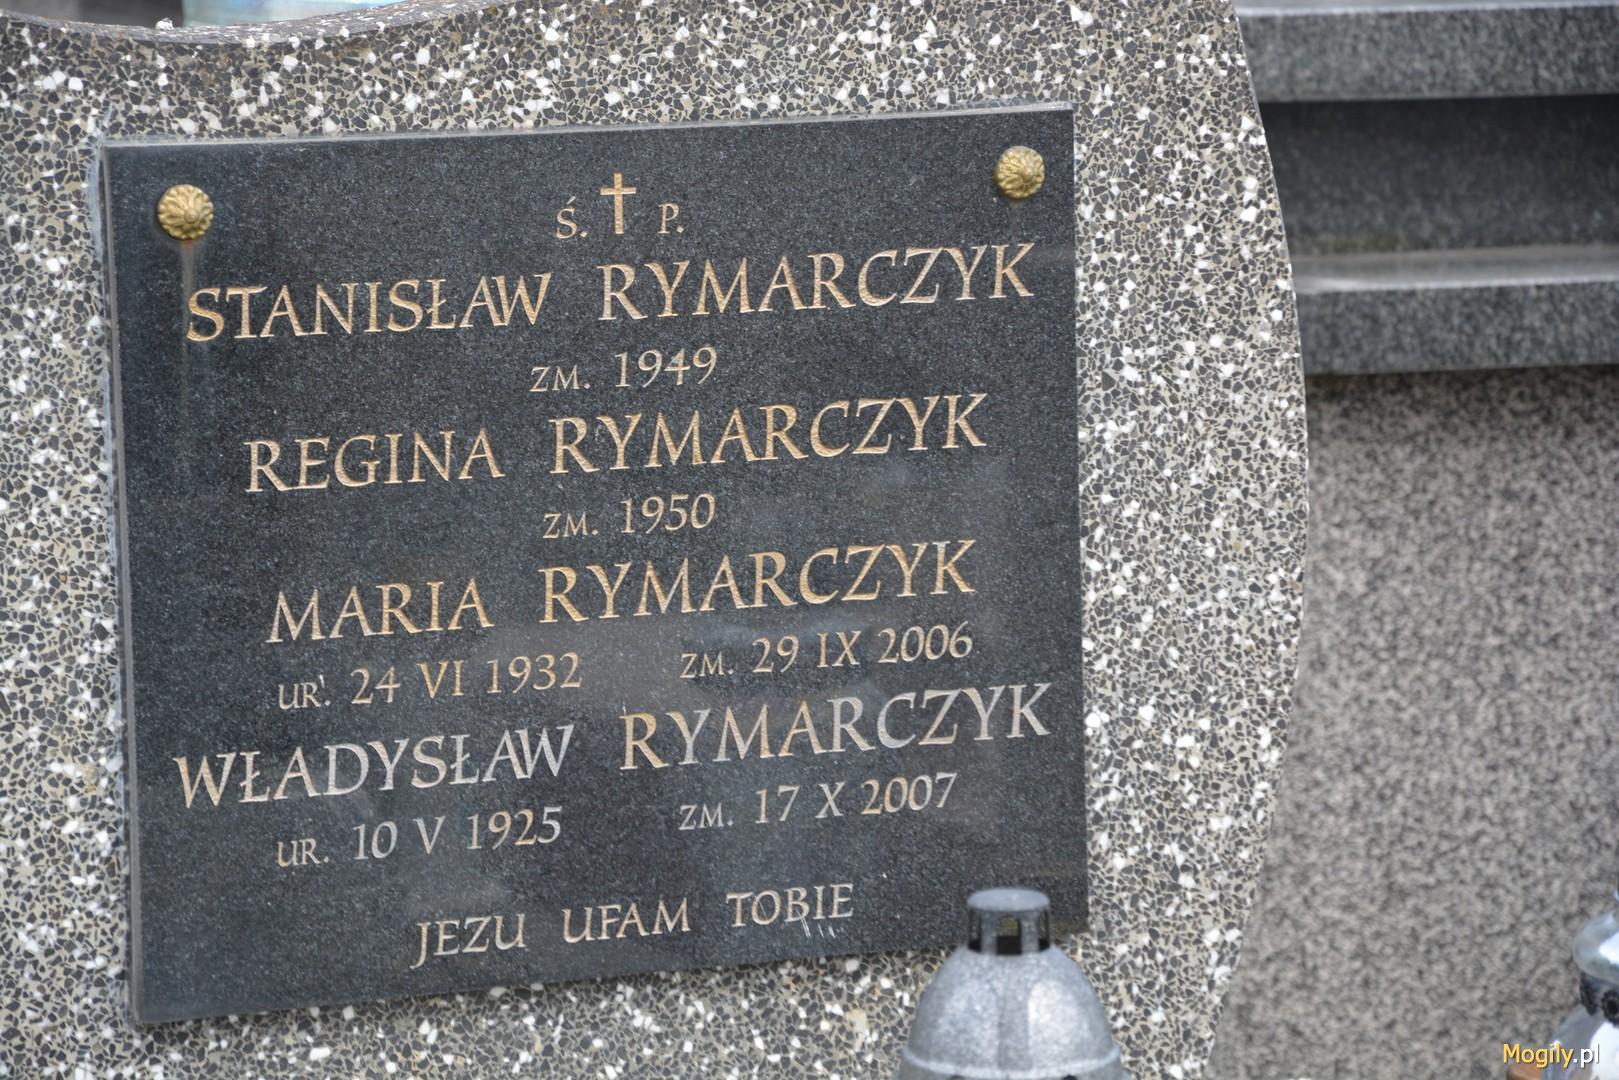 Ś. P.
STANISŁAW RYMARCZYK
ZM. 1949
REGINA RYMARCZYK
ZM. 1950
MARIA RYMARCZYK
UR. 24 VI 1932 ZM. 29 IX 2006
WŁADYSŁAW RYMARCZYK
UR. 10 V 1925 ZM. 17 X 2007
JEZU UFAM TOBIE
Mogily.pl